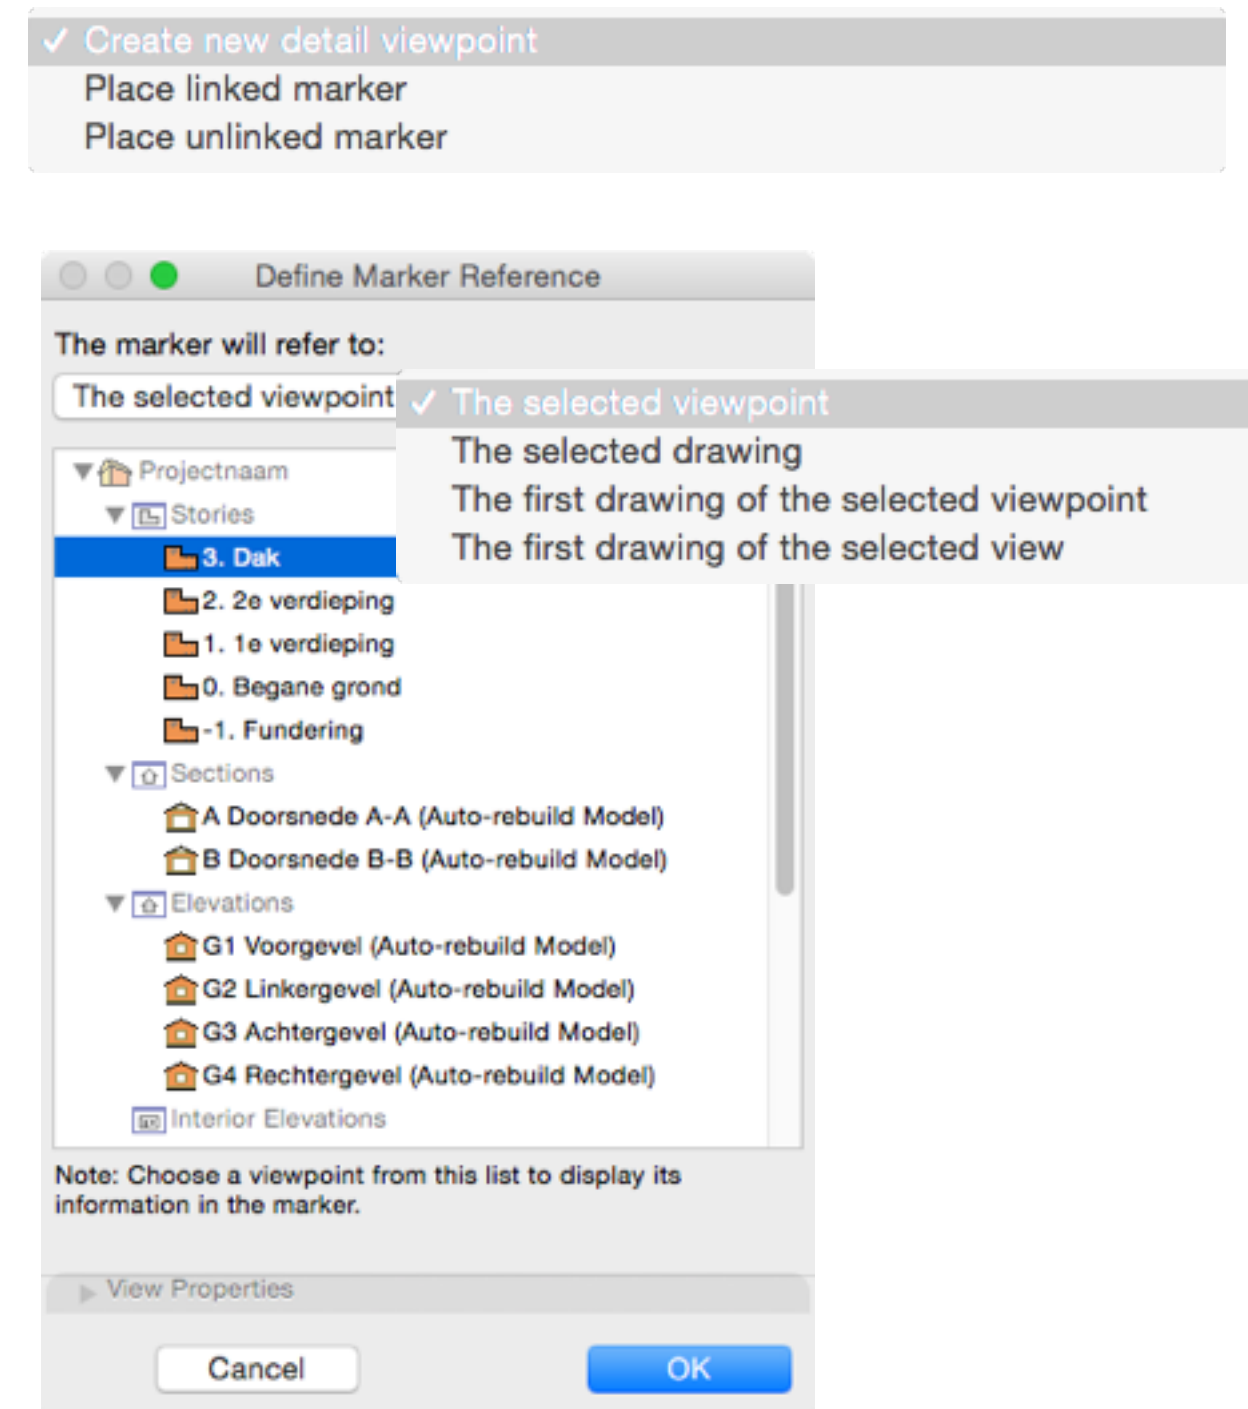 ✓ Create new detail viewpoint
Place linked marker
Place unlinked marker
Define Marker Reference
The marker will refer to:
The selected viewpoint
✓ The selected viewpoint
The selected drawing
The first drawing of the selected viewpoint
The first drawing of the selected view
Projectnaam
Stories
3. Dak
2. 2e verdieping
1. 1e verdieping
0. Begane grond
-1. Fundering
Sections
A Doorsnede A-A (Auto-rebuild Model)
B Doorsnede B-B (Auto-rebuild Model)
Elevations
G1 Voorgevel (Auto-rebuild Model)
G2 Linkergevel (Auto-rebuild Model)
G3 Achtergevel (Auto-rebuild Model)
G4 Rechtergevel (Auto-rebuild Model)
Interior Elevations
Note: Choose a viewpoint from this list to display its
information in the marker.
View Properties
Cancel
OK